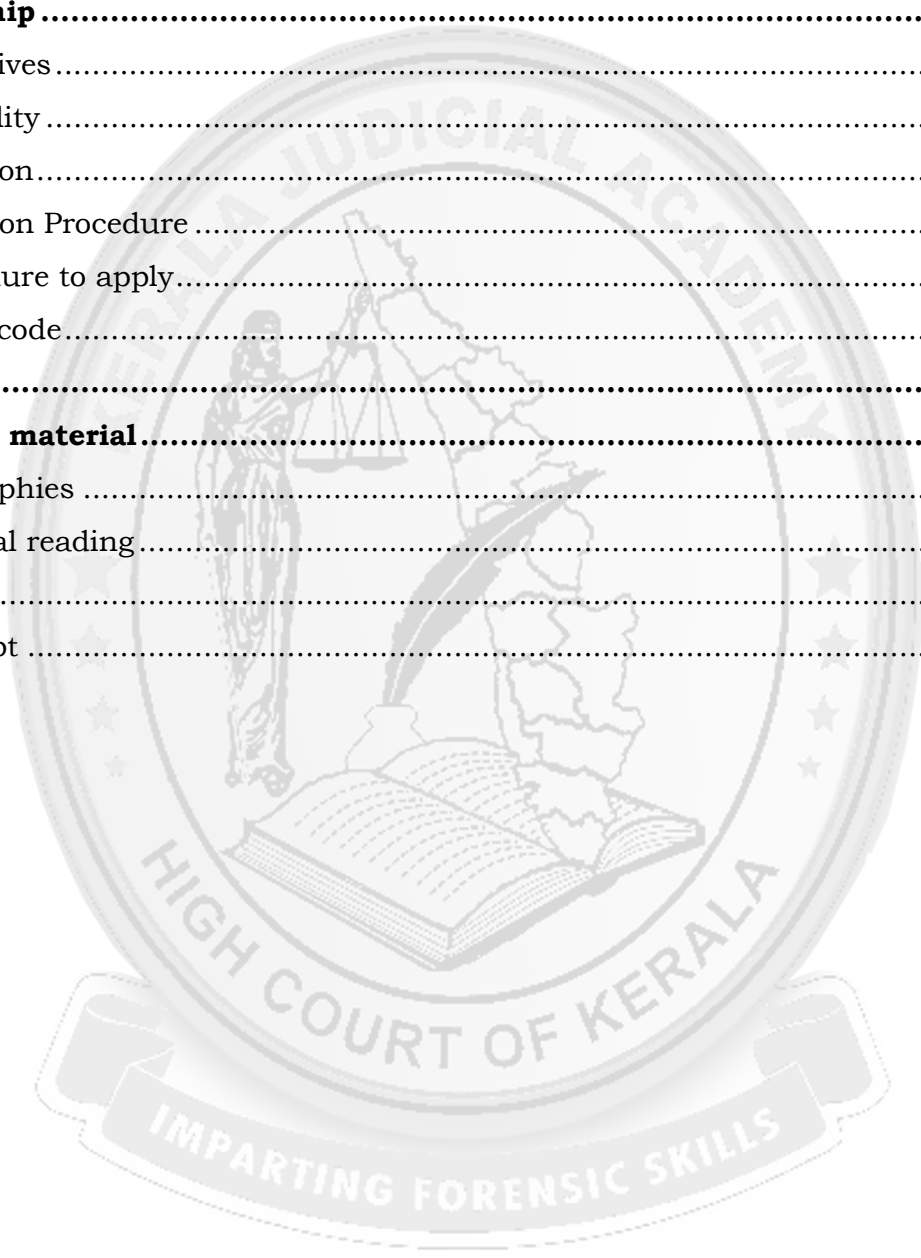 hip........................................................................................................
ives......................................................................................................
lity.......................................................................................................
on........................................................................................................
on Procedure.......................................................................................
ure to apply.........................................................................................
code.....................................................................................................
............................................................................................................
material................................................................................................
phies....................................................................................................
al reading.............................................................................................
............................................................................................................
pt.........................................................................................................
KERALA JUDICIAL ACADEMY
HIGH COURT OF KERALA
IMPARTING FORENSIC SKILLS